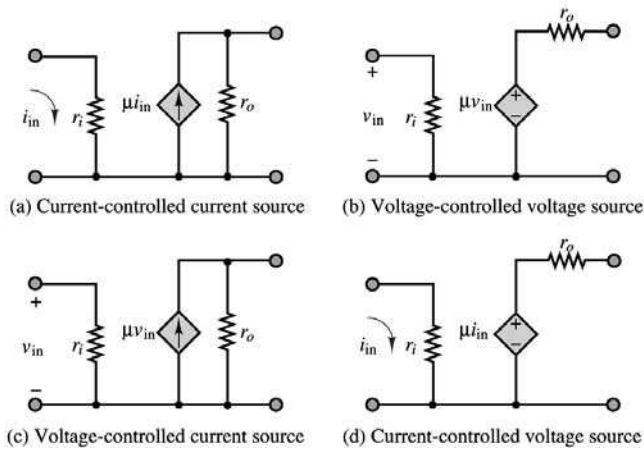 i_in r_i μi_in r_o
(a) Current-controlled current source
r_o
+
v_in r_i μv_in + −
−
(b) Voltage-controlled voltage source
+
v_in r_i μv_in r_o
−
(c) Voltage-controlled current source
r_o
i_in r_i μi_in + −
(d) Current-controlled voltage source